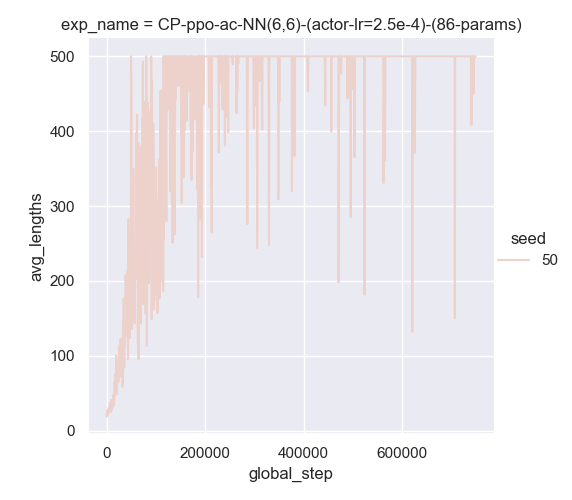 exp_name = CP-ppo-ac-NN(6,6)-(actor-lr=2.5e-4)-(86-params)
500
400
300
200
100
0
avg_lengths
0 200000 400000 600000
global_step
seed
50